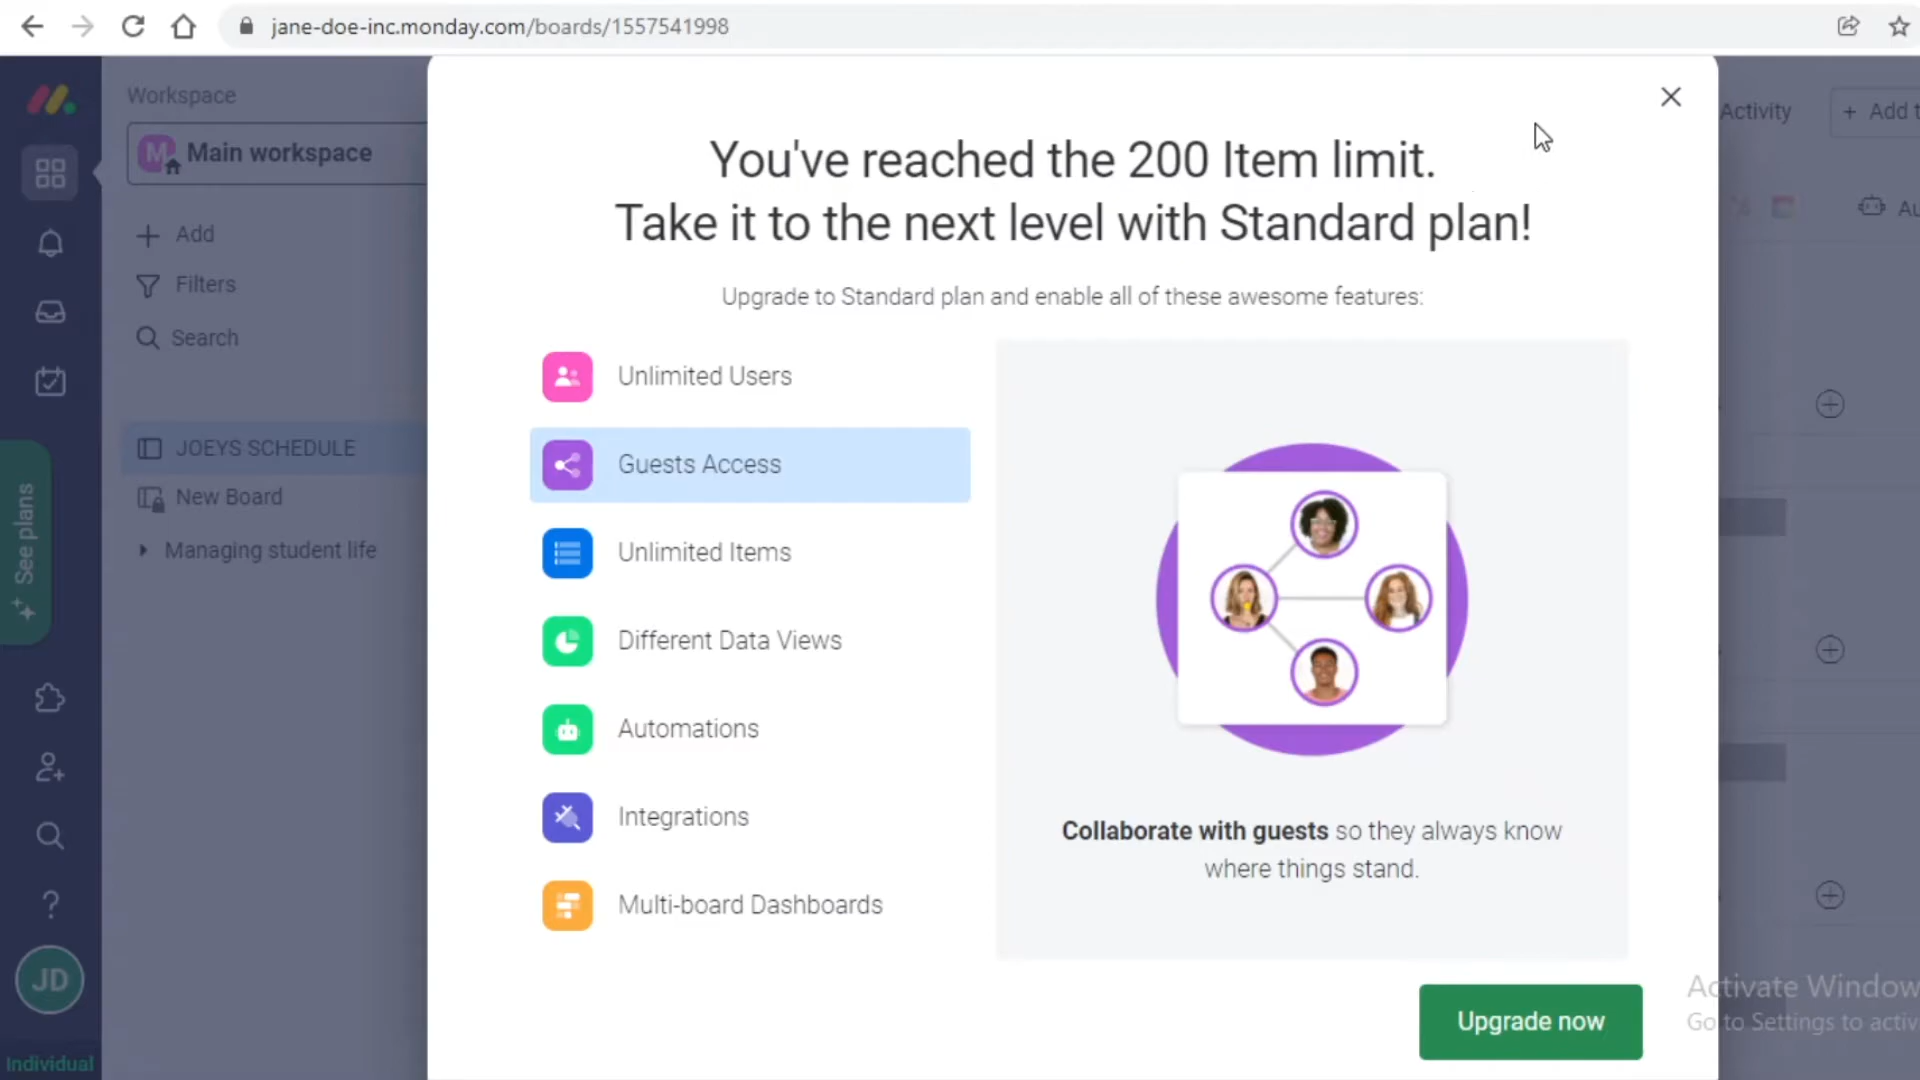 jane-doe-inc.monday.com/boards/1557541998
Workspace
M Main workspace
Add
Filters
Search
JOEYS SCHEDULE
New Board
Managing student life
See plans
JD
Individual
You've reached the 200 Item limit.
Take it to the next level with Standard plan!
Upgrade to Standard plan and enable all of these awesome features:
Unlimited Users
Guests Access
Unlimited Items
Different Data Views
Automations
Integrations
Multi-board Dashboards
Collaborate with guests so they always know
where things stand.
Upgrade now
Activity
+ Add
Activate Window
Go to Settings to